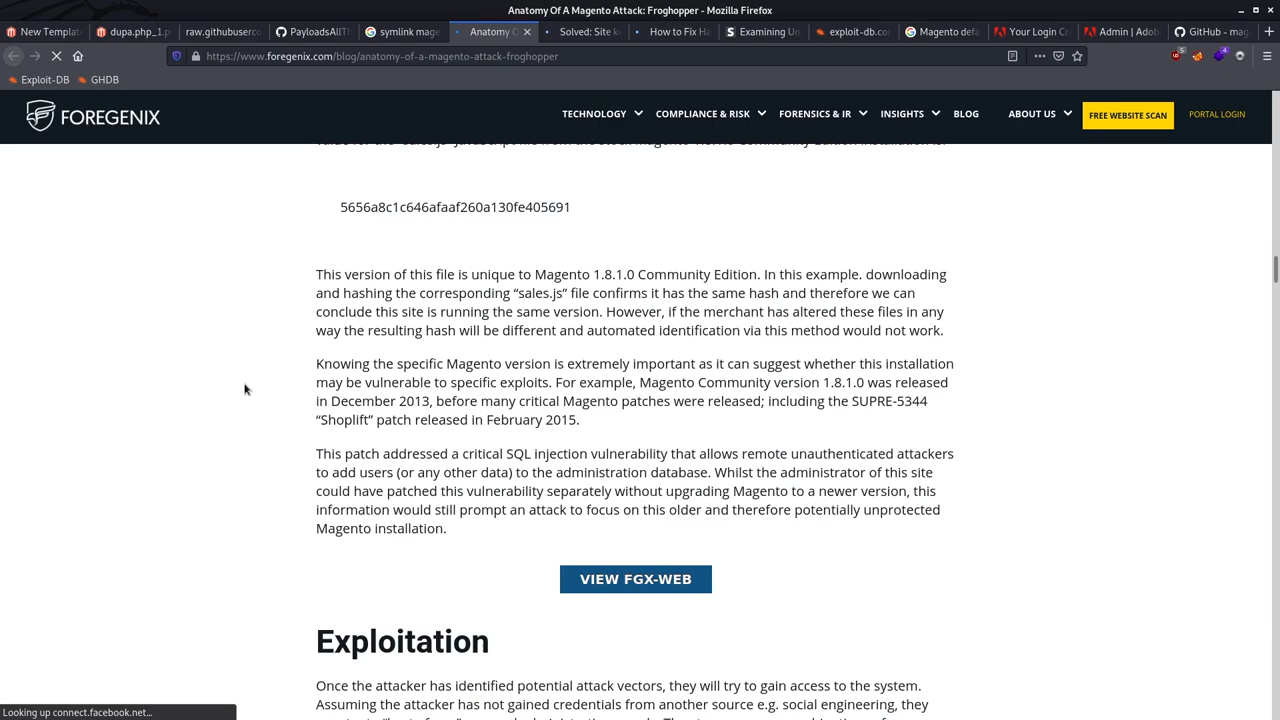 Anatomy Of A Magento Attack: Froghopper - Mozilla Firefox
New Templat
dupa.php_1.p
raw.githubuserco
PayloadsAllTh
symlink mage
Anatomy O
Solved: Site k
How to Fix Ha
Examining Un
exploit-db.co
Magento defa
Your Login Cr
Admin | Adob
GitHub - mag
https://www.foregenix.com/blog/anatomy-of-a-magento-attack-froghopper
5
4
Exploit-DB
GHDB
FOREGENIX
TECHNOLOGY
COMPLIANCE & RISK
FORENSICS & IR
INSIGHTS
BLOG
ABOUT US
FREE WEBSITE SCAN
PORTAL LOGIN
5656a8c1c646afaaf260a130fe405691
This version of this file is unique to Magento 1.8.1.0 Community Edition. In this example. downloading
and hashing the corresponding “sales.js” file confirms it has the same hash and therefore we can
conclude this site is running the same version. However, if the merchant has altered these files in any
way the resulting hash will be different and automated identification via this method would not work.
Knowing the specific Magento version is extremely important as it can suggest whether this installation
may be vulnerable to specific exploits. For example, Magento Community version 1.8.1.0 was released
in December 2013, before many critical Magento patches were released; including the SUPRE-5344
“Shoplift” patch released in February 2015.
This patch addressed a critical SQL injection vulnerability that allows remote unauthenticated attackers
to add users (or any other data) to the administration database. Whilst the administrator of this site
could have patched this vulnerability separately without upgrading Magento to a newer version, this
information would still prompt an attack to focus on this older and therefore potentially unprotected
Magento installation.
VIEW FGX-WEB
Exploitation
Once the attacker has identified potential attack vectors, they will try to gain access to the system.
Assuming the attacker has not gained credentials from another source e.g. social engineering, they
Looking up connect.facebook.net...